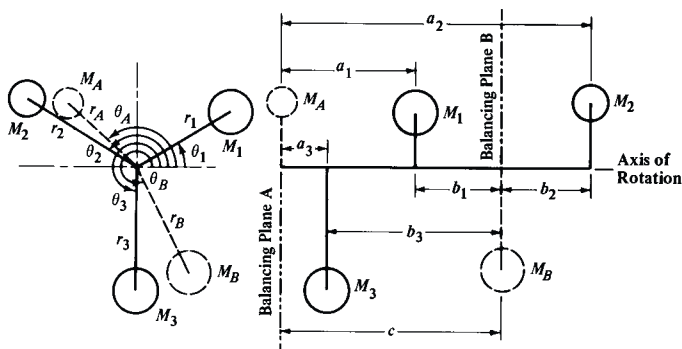 M_A
M_2
r_2
r_A
θ_A
θ_2
r_1
M_1
θ_1
θ_B
θ_3
r_B
r_3
M_B
M_3
a_2
a_1
M_A
M_1
M_2
a_3
Balancing Plane B
Axis of
Rotation
b_1
b_2
b_3
Balancing Plane A
M_3
M_B
c